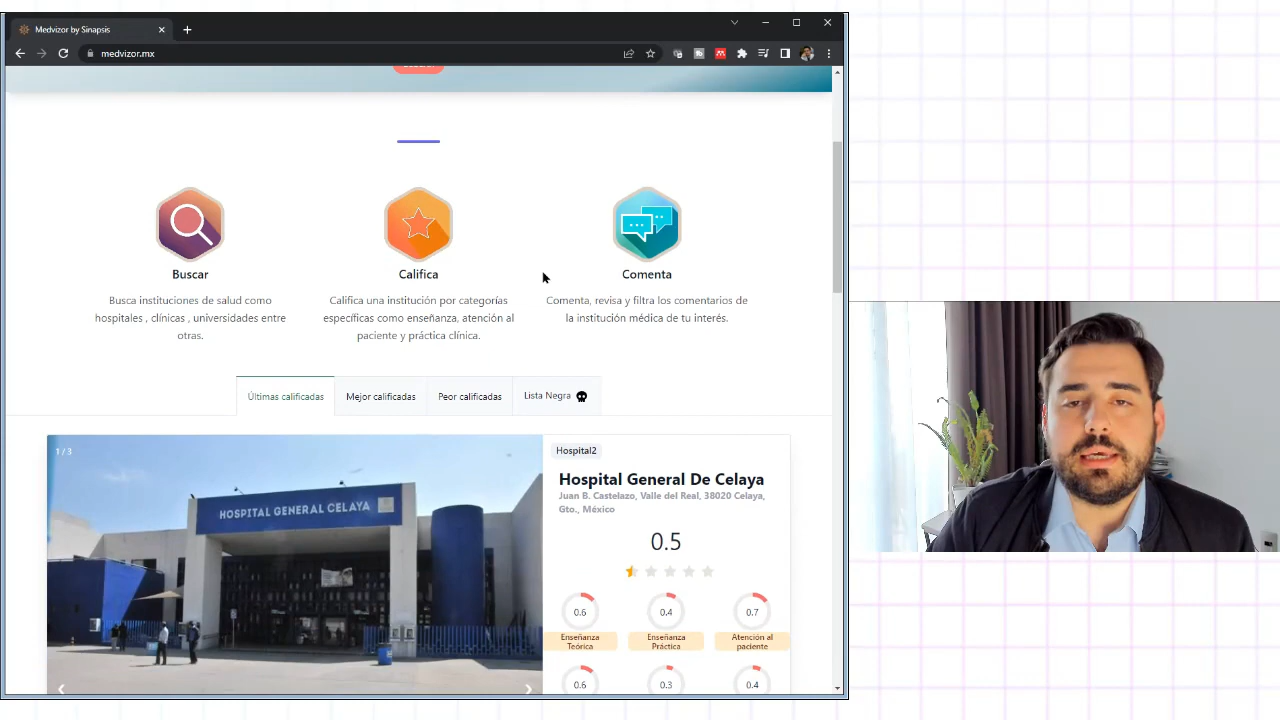 Medvizor by Sinapsis
medvizor.mx
Buscar
Califica
Comenta
Busca instituciones de salud como
hospitales , clínicas , universidades entre
otras.
Califica una institución por categorías
específicas como enseñanza, atención al
paciente y práctica clínica.
Comenta, revisa y filtra los comentarios de
la institución médica de tu interés.
Últimas calificadas
Mejor calificadas
Peor calificadas
Lista Negra
1 / 3
HOSPITAL GENERAL CELAYA
Hospital2
Hospital General De Celaya
Juan B. Castelazo, Valle del Real, 38020 Celaya,
Gto., México
0.5
0.6
0.4
0.7
Enseñanza
Teórica
Enseñanza
Práctica
Atención al
paciente
0.6
0.3
0.4